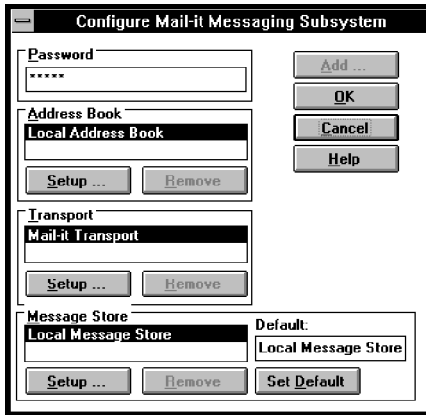 Configure Mail-it Messaging Subsystem
Password
*****
Add ...
OK
Cancel
Help
Address Book
Local Address Book
Setup ... Remove
Transport
Mail-it Transport
Setup ... Remove
Message Store
Local Message Store
Default:
Local Message Store
Setup ... Remove Set Default